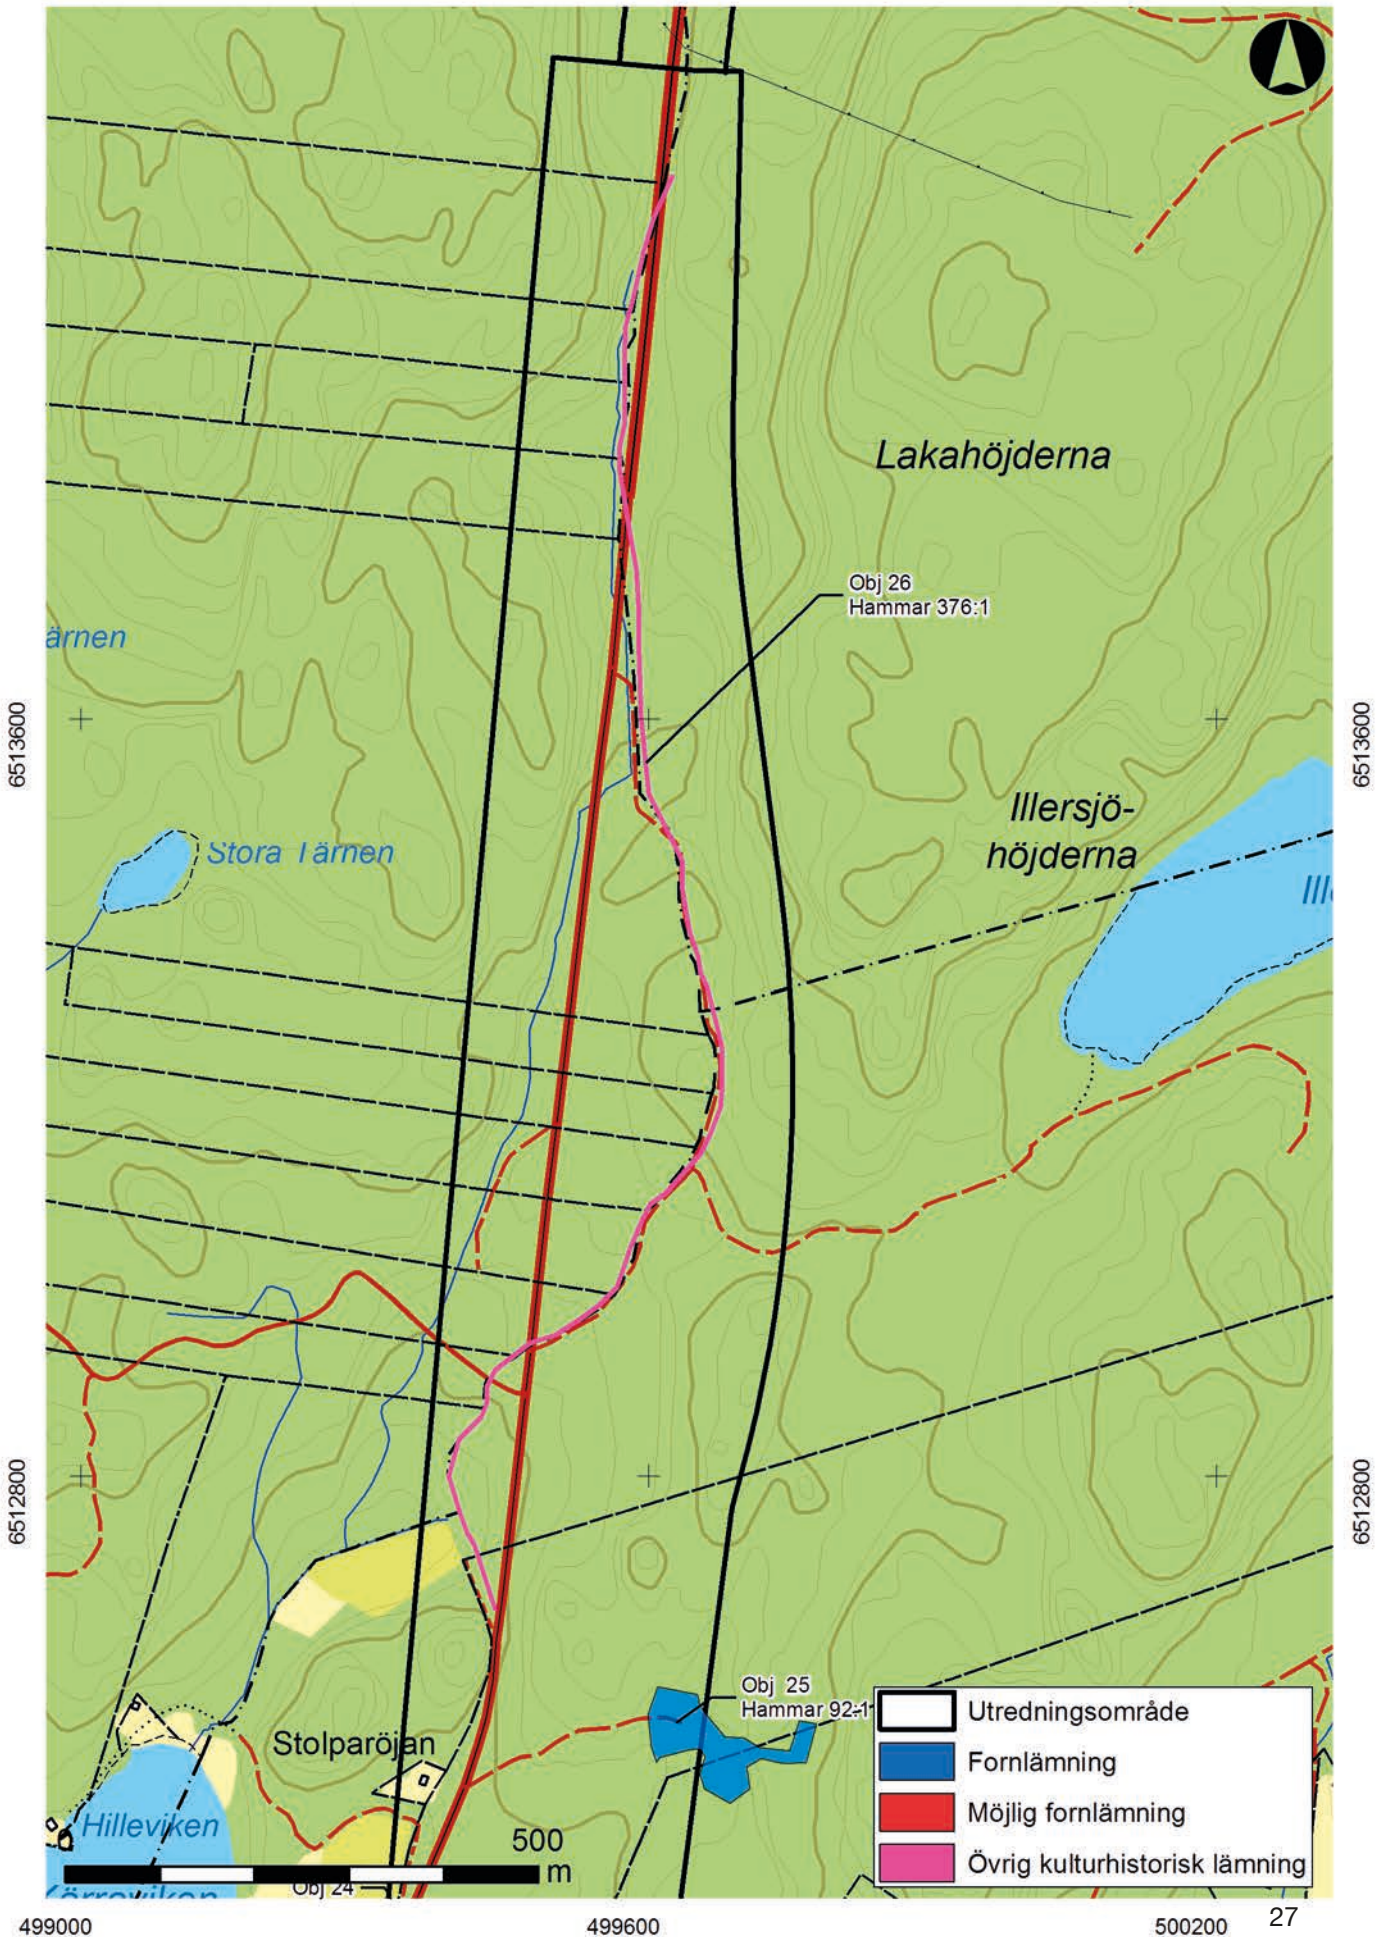 Lakahöjderna
Obj 26
Hammar 376:1
ärnen
6513600
6513600
Illersjö-
höjderna
Stora Tärnen
Ille
6512800
6512800
Obj 25
Hammar 92:1
Stolparöjan
Hilleviken
500
m
Obj 24
Utredningsområde
Fornlämning
Möjlig fornlämning
Övrig kulturhistorisk lämning
499000
499600
500200
27